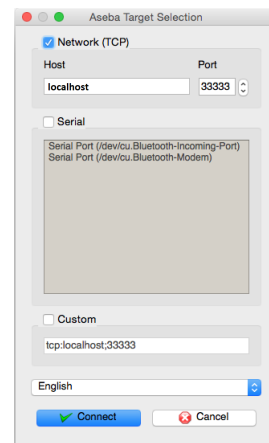 Aseba Target Selection
Network (TCP)
Host Port
localhost 33333
Serial
Serial Port (/dev/cu.Bluetooth-Incoming-Port)
Serial Port (/dev/cu.Bluetooth-Modem)
Custom
tcp:localhost;33333
English
Connect Cancel